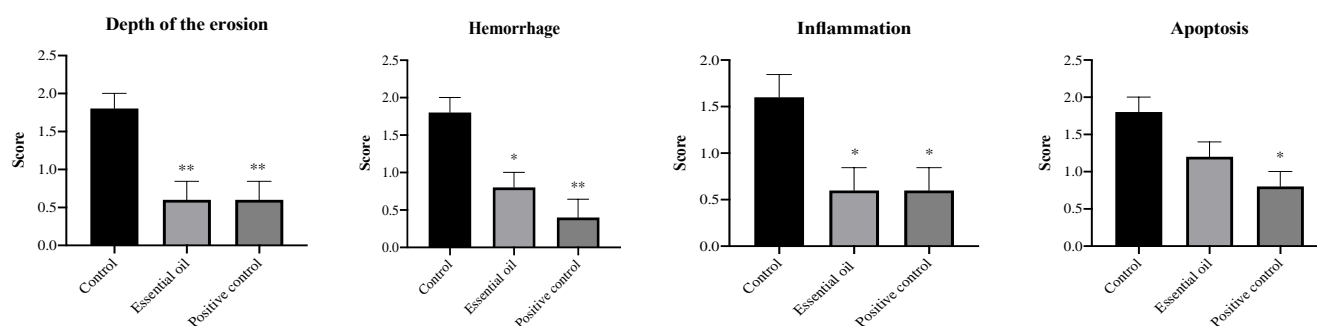 Depth of the erosion
Score
2.5
2.0
1.5
1.0
0.5
0.0
**
**
Control
Essential oil
Positive control
Hemorrhage
Score
2.5
2.0
1.5
1.0
0.5
0.0
*
**
Control
Essential oil
Positive control
Inflammation
Score
2.0
1.5
1.0
0.5
0.0
*
*
Control
Essential oil
Positive control
Apoptosis
Score
2.5
2.0
1.5
1.0
0.5
0.0
*
Control
Essential oil
Positive control